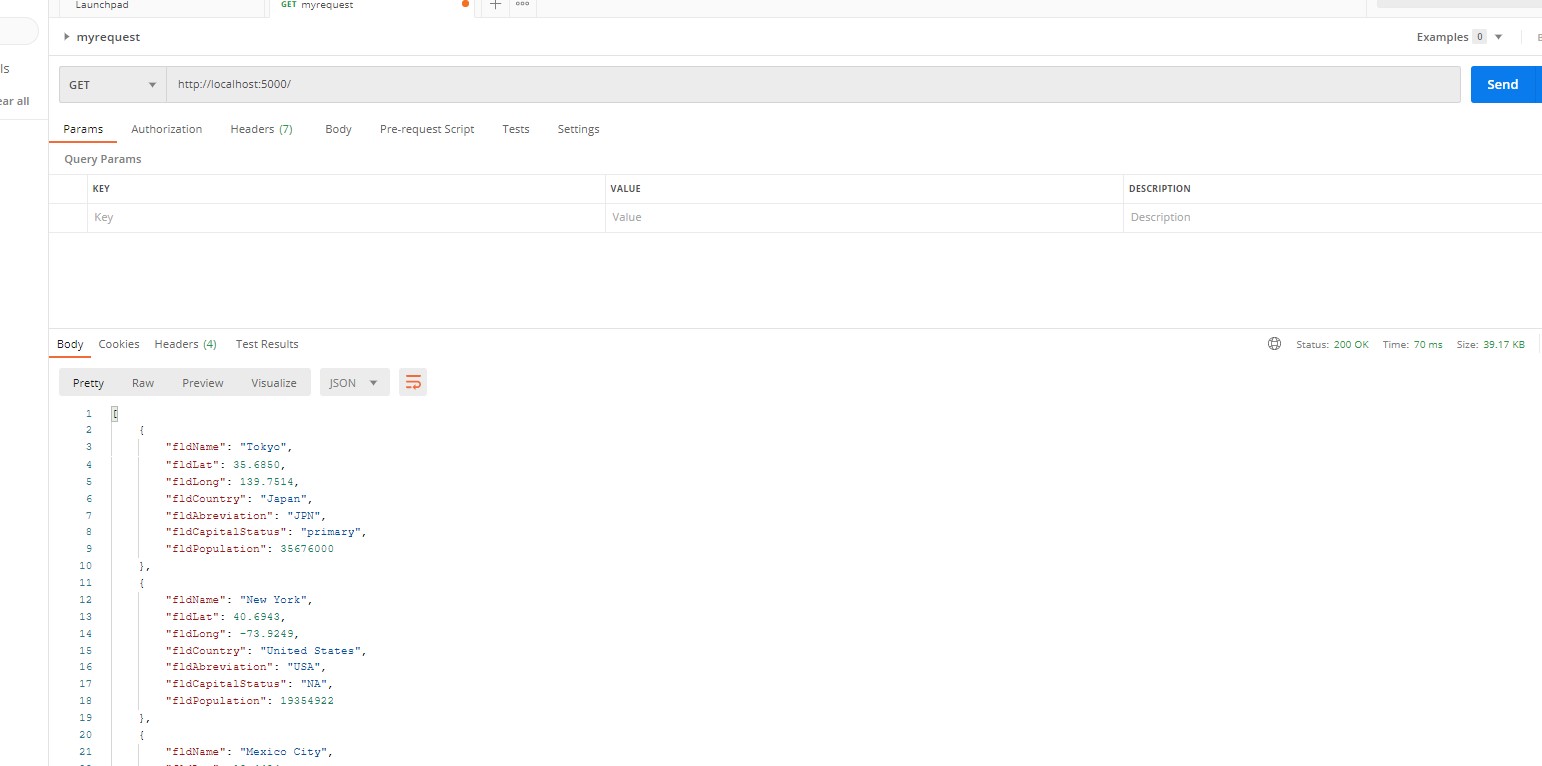 Launchpad
GET myrequest
myrequest
Examples 0
ls
ear all
GET
http://localhost:5000/
Send
Params Authorization Headers (7) Body Pre-request Script Tests Settings
Query Params
KEY VALUE DESCRIPTION
Key Value Description
Body Cookies Headers (4) Test Results
Status: 200 OK Time: 70 ms Size: 39.17 KB
Pretty Raw Preview Visualize JSON
1 [
2 {
3 "fldName": "Tokyo",
4 "fldLat": 35.6850,
5 "fldLong": 139.7514,
6 "fldCountry": "Japan",
7 "fldAbreviation": "JPN",
8 "fldCapitalStatus": "primary",
9 "fldPopulation": 35676000
10 },
11 {
12 "fldName": "New York",
13 "fldLat": 40.6943,
14 "fldLong": -73.9249,
15 "fldCountry": "United States",
16 "fldAbreviation": "USA",
17 "fldCapitalStatus": "NA",
18 "fldPopulation": 19354922
19 },
20 {
21 "fldName": "Mexico City",